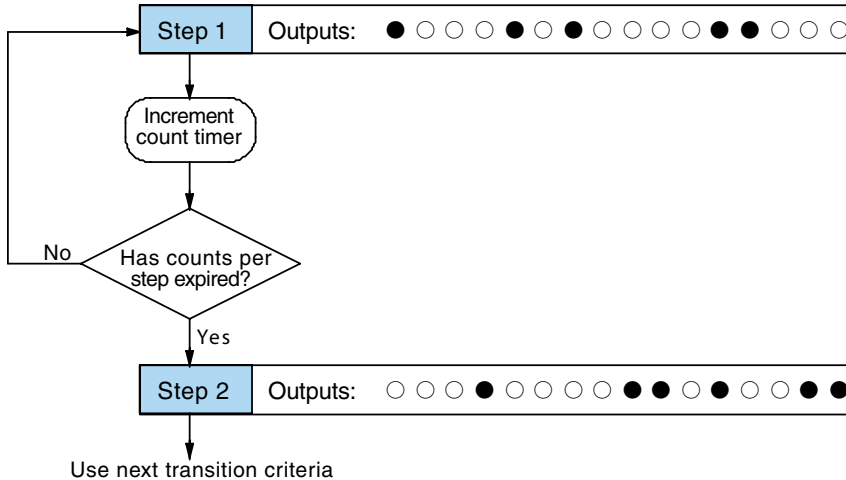 Step 1 Outputs:
Increment
count timer
No
Has counts per
step expired?
Yes
Step 2 Outputs:
Use next transition criteria